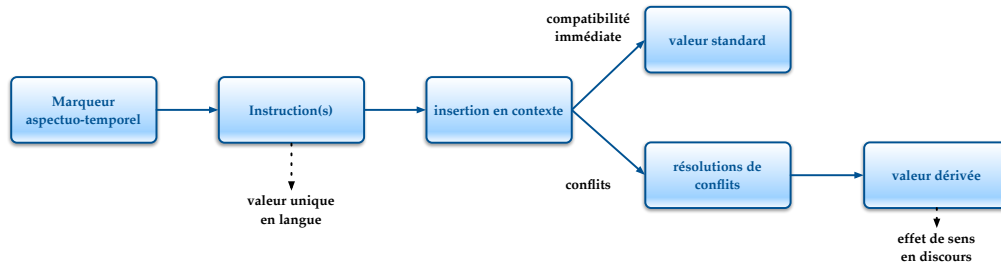 Marqueur
aspectuo-temporel
Instruction(s)
valeur unique
en langue
insertion en contexte
compatibilité
immédiate
valeur standard
conflits
résolutions de
conflits
valeur dérivée
effet de sens
en discours